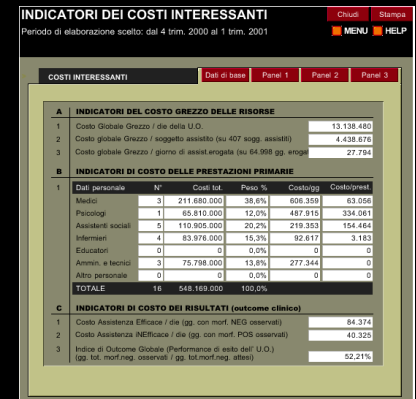 INDICATORI DEI COSTI INTERESSANTI
Chiudi Stampa
Periodo di elaborazione scelto: dal 4 trim. 2000 al 1 trim. 2001
MENU HELP
COSTI INTERESSANTI Dati di base Panel 1 Panel 2 Panel 3
A INDICATORI DEL COSTO GREZZO DELLE RISORSE
1 Costo Globale Grezzo / die della U.O. 13.138.480
2 Costo globale Grezzo / soggetto assistito (su 407 sogg. assistiti) 4.438.676
3 Costo globale Grezzo / giorno di assist.erogata (su 64.998 gg. erogat 27.794
B INDICATORI DI COSTO DELLE PRESTAZIONI PRIMARIE
1 Dati personale N° Costi tot. Peso % Costo/gg Costo/prest.
Medici 3 211.680.000 38,6% 606.359 63.056
Psicologi 1 65.810.000 12,0% 487.915 334.061
Assistenti sociali 5 110.905.000 20,2% 219.353 154.464
Infermieri 4 83.976.000 15,3% 92.617 3.183
Educatori 0 0 0,0% 0 0
Ammin. e tecnici 3 75.798.000 13,8% 277.344 0
Altro personale 0 0 0,0% 0 0
TOTALE 16 548.169.000 100,0%
C INDICATORI DI COSTO DEI RISULTATI (outcome clinico)
1 Costo Assistenza Efficace / die (gg. con morf. NEG osservati) 84.374
2 Costo Assistenza iNEfficace / die (gg. con morf. POS osservati) 40.325
3 Indice di Outcome Globale (Performance di esito dell' U.O.)
(gg. tot. morf.neg. osservati / gg. tot.morf.neg. attesi) 52,21%